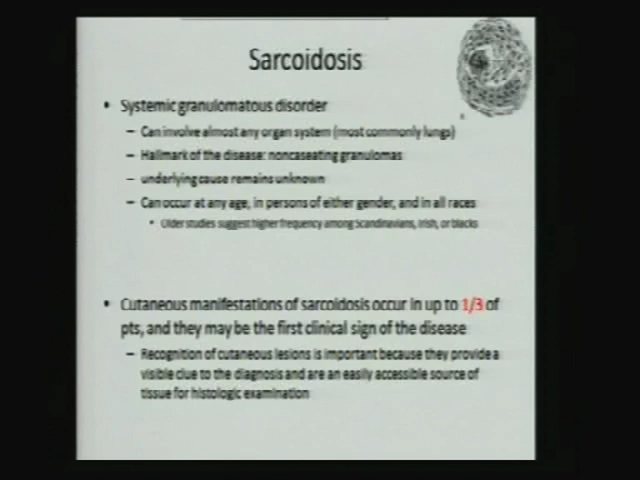 Sarcoidosis
• Systemic granulomatous disorder
– Can involve almost any organ system (most commonly lungs)
– Hallmark of the disease: noncaseating granulomas
– underlying cause remains unknown
– Can occur at any age, in persons of either gender, and in all races
• Older studies suggest higher frequency among Scandinavians, Irish, or blacks
• Cutaneous manifestations of sarcoidosis occur in up to 1/3 of
pts, and they may be the first clinical sign of the disease
– Recognition of cutaneous lesions is important because they provide a
visible clue to the diagnosis and are an easily accessible source of
tissue for histologic examination